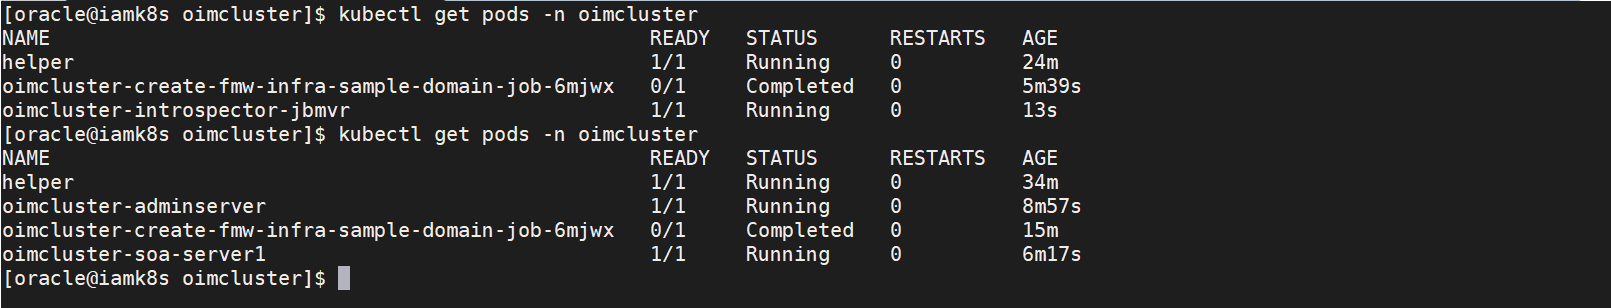 [oracle@iamk8s oimcluster]$ kubectl get pods -n oimcluster
NAME READY STATUS RESTARTS AGE
helper 1/1 Running 0 24m
oimcluster-create-fmw-infra-sample-domain-job-6mjwx 0/1 Completed 0 5m39s
oimcluster-introspector-jbmvr 1/1 Running 0 13s
[oracle@iamk8s oimcluster]$ kubectl get pods -n oimcluster
NAME READY STATUS RESTARTS AGE
helper 1/1 Running 0 34m
oimcluster-adminserver 1/1 Running 0 8m57s
oimcluster-create-fmw-infra-sample-domain-job-6mjwx 0/1 Completed 0 15m
oimcluster-soa-server1 1/1 Running 0 6m17s
[oracle@iamk8s oimcluster]$